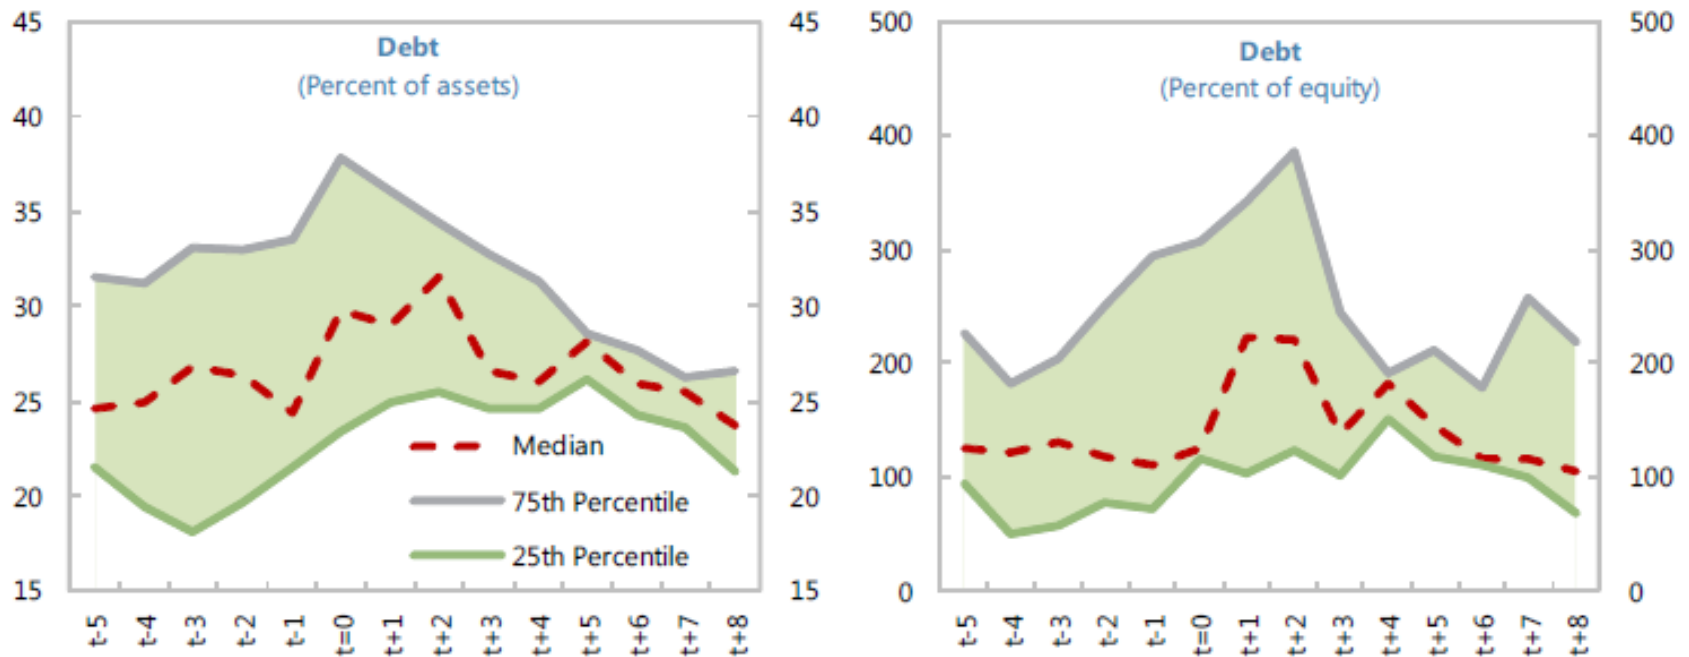 Debt
(Percent of assets)
45
40
35
30
25
20
15
45
40
35
30
25
20
15
Median
75th Percentile
25th Percentile
t-5 t-4 t-3 t-2 t-1 t=0 t+1 t+2 t+3 t+4 t+5 t+6 t+7 t+8
Debt
(Percent of equity)
500
400
300
200
100
0
500
400
300
200
100
0
t-5 t-4 t-3 t-2 t-1 t=0 t+1 t+2 t+3 t+4 t+5 t+6 t+7 t+8